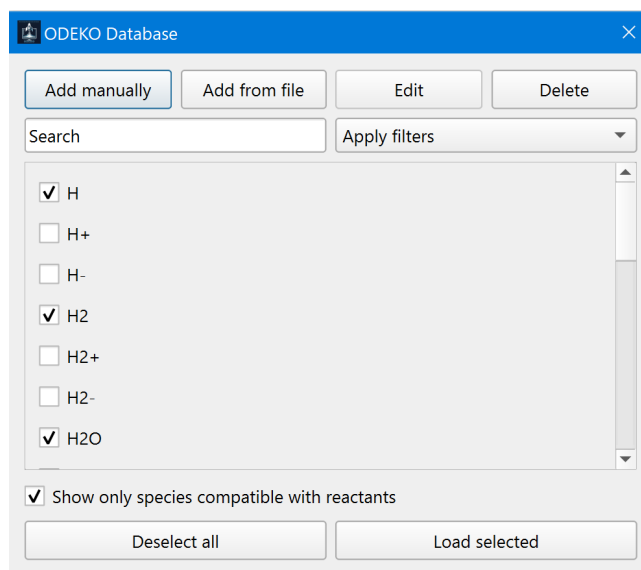 ODEKO Database
Add manually Add from file Edit Delete
Search Apply filters
H
H+
H-
H2
H2+
H2-
H2O
Show only species compatible with reactants
Deselect all Load selected